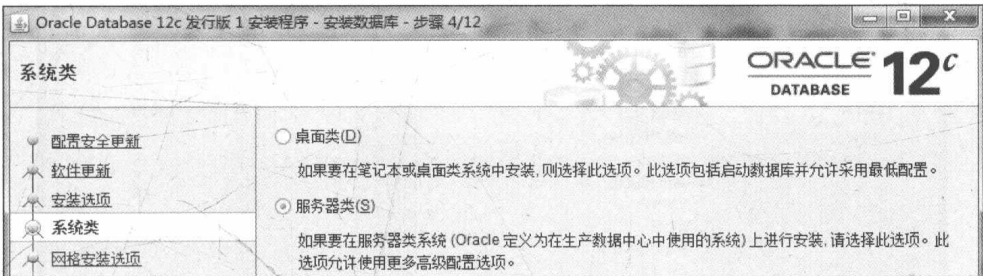 Oracle Database 12c 发行版 1 安装程序 - 安装数据库 - 步骤 4/12
系统类
ORACLE 12c
DATABASE
配置安全更新
软件更新
安装选项
系统类
网格安装选项
桌面类(D)
如果要在笔记本或桌面类系统中安装, 则选择此选项。此选项包括启动数据库并允许采用最低配置。
服务器类(S)
如果要在服务器类系统 (Oracle 定义为在生产数据中心中使用的系统) 上进行安装, 请选择此选项。此
选项允许使用更多高级配置选项。